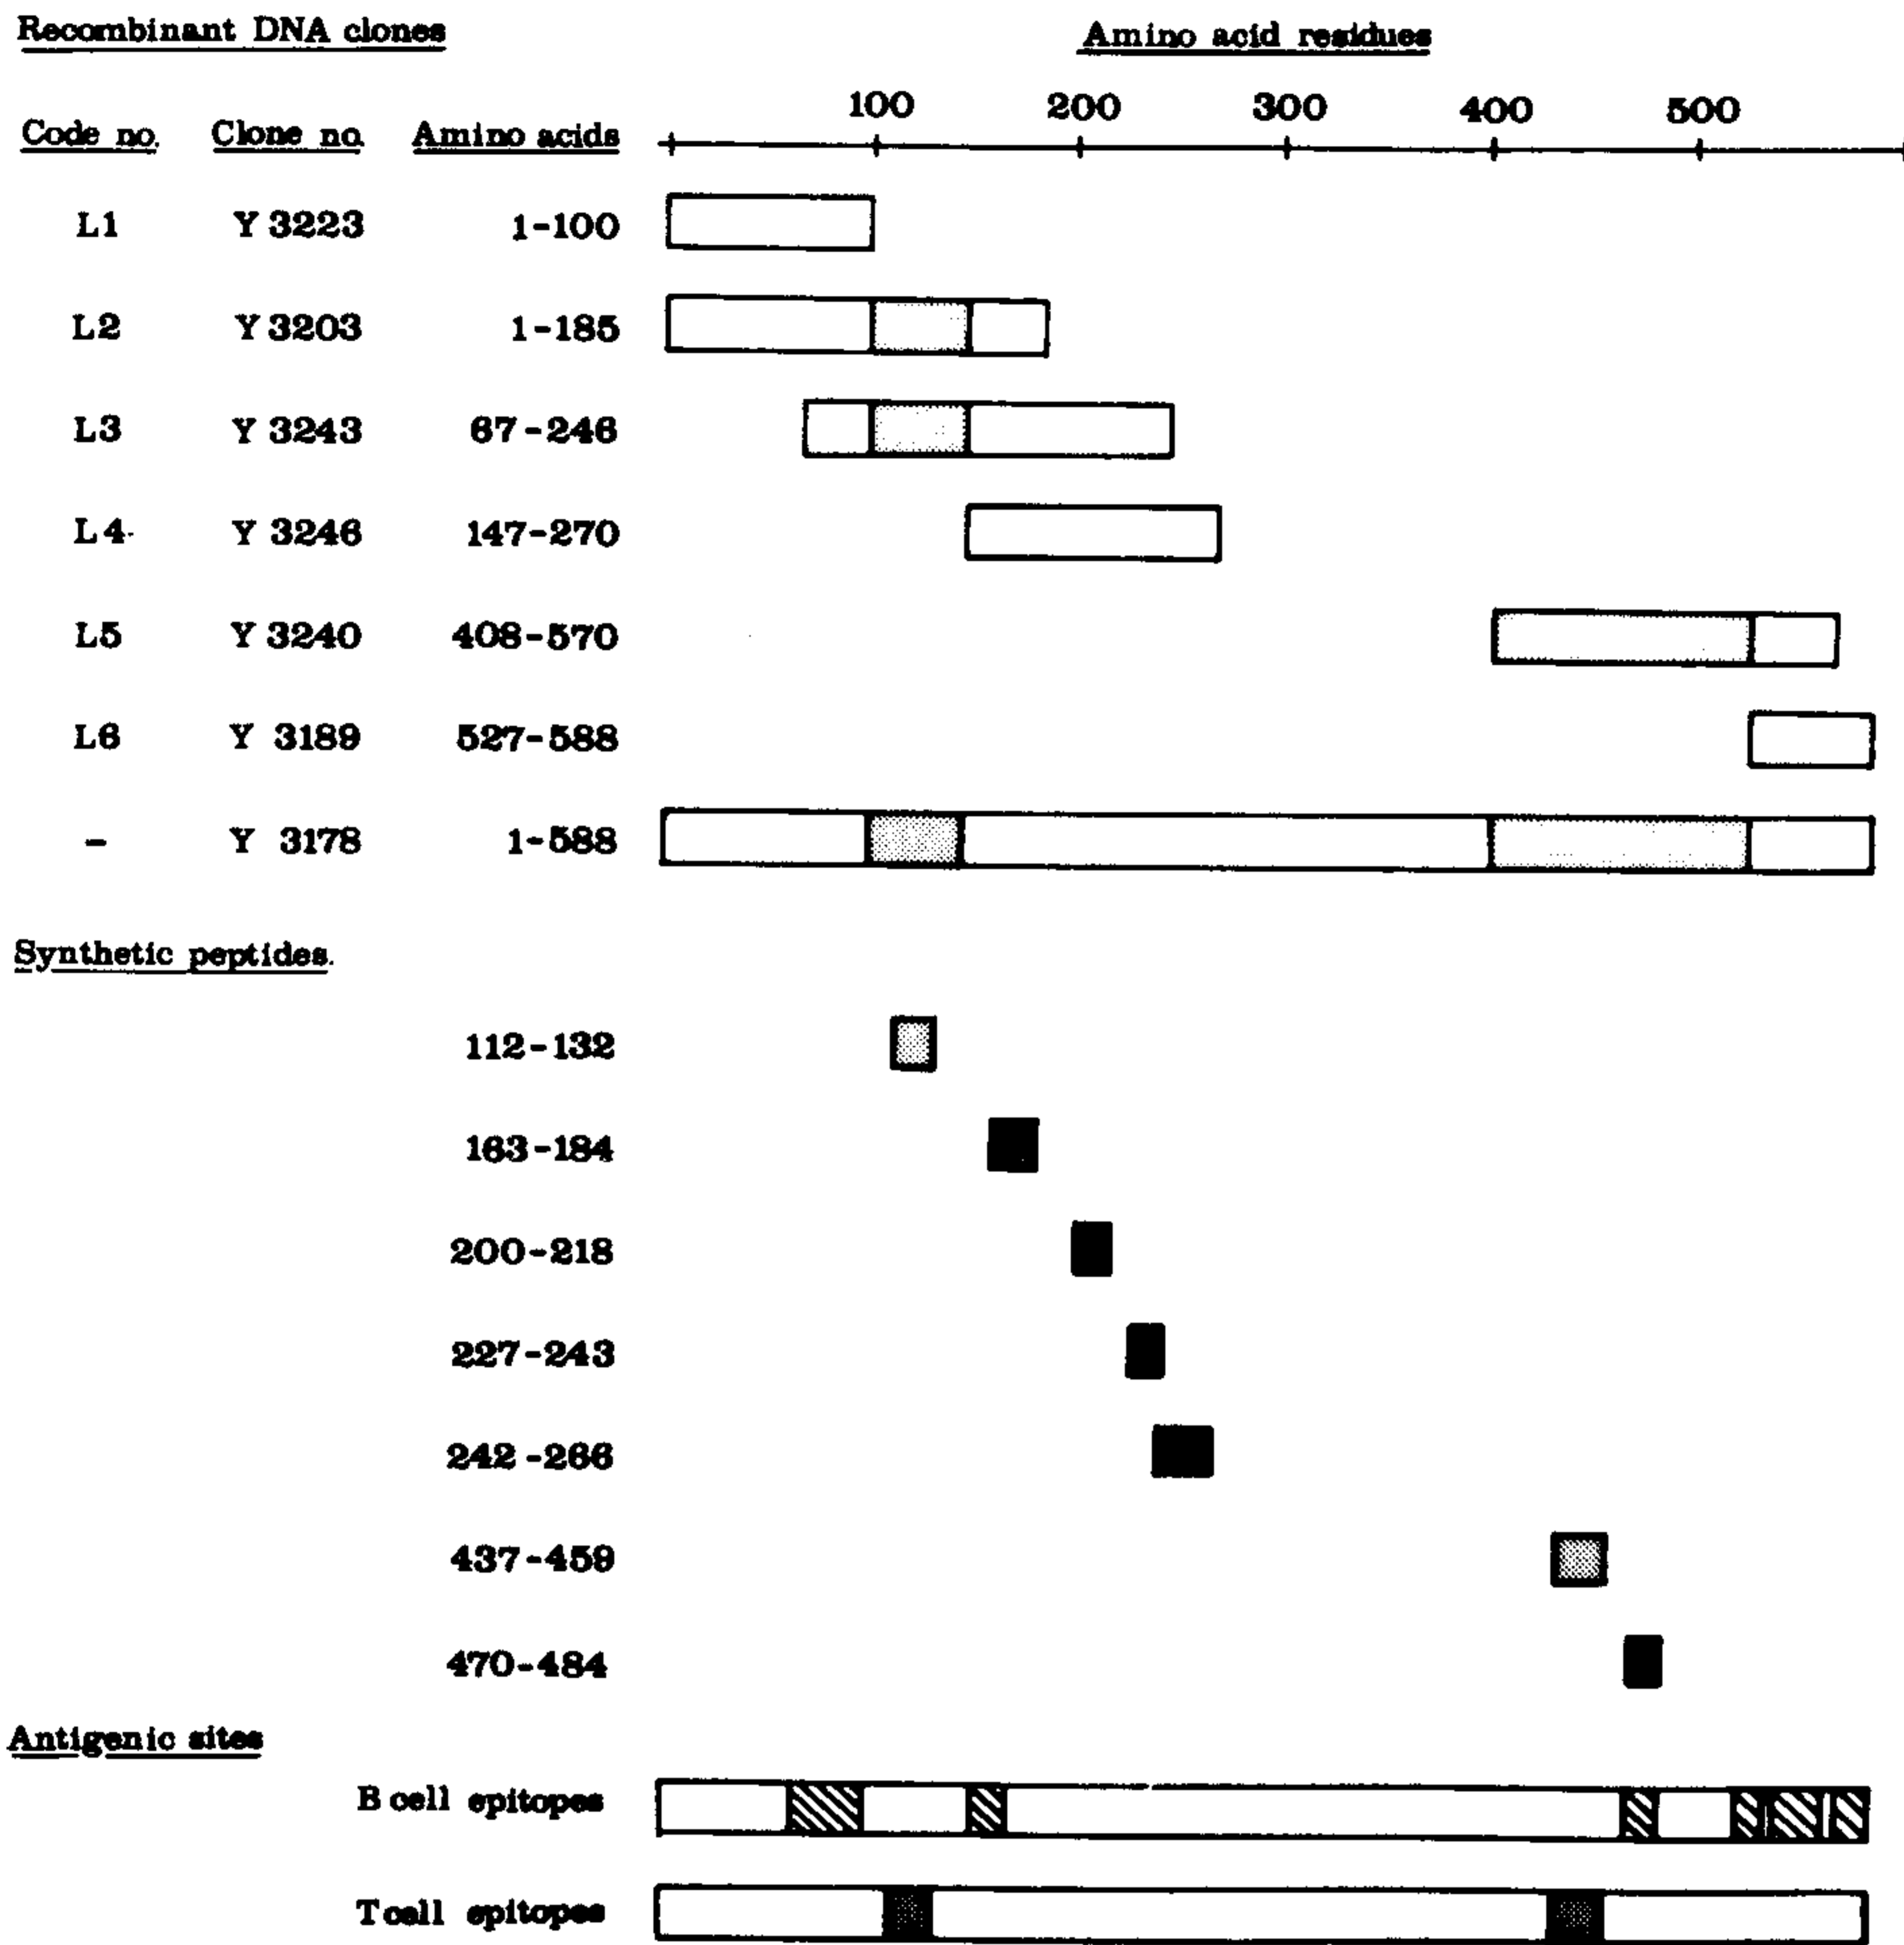 Recombinant DNA clones
Amino acid residues
100 200 300 400 500
Code no. Clone no. Amino acids
L1 Y 3223 1-100
L2 Y 3203 1-185
L3 Y 3243 67-246
L4 Y 3246 147-270
L5 Y 3240 408-570
L6 Y 3189 527-588
- Y 3178 1-588
Synthetic peptides.
112-132
163-184
200-218
227-243
242-266
437-459
470-484
Antigenic sites
B cell epitopes
T cell epitopes